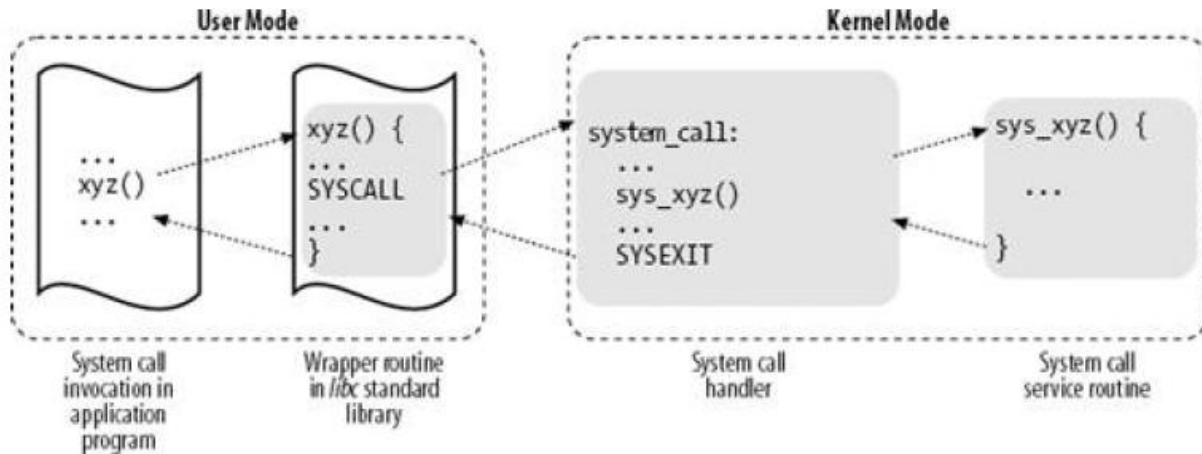 User Mode
Kernel Mode
...
xyz()
...
xyz() {
...
SYSCALL
...
}
system_call:
...
sys_xyz()
...
SYSEXIT
sys_xyz() {
...
}
System call
invocation in
application
program
Wrapper routine
in libc standard
library
System call
handler
System call
service routine